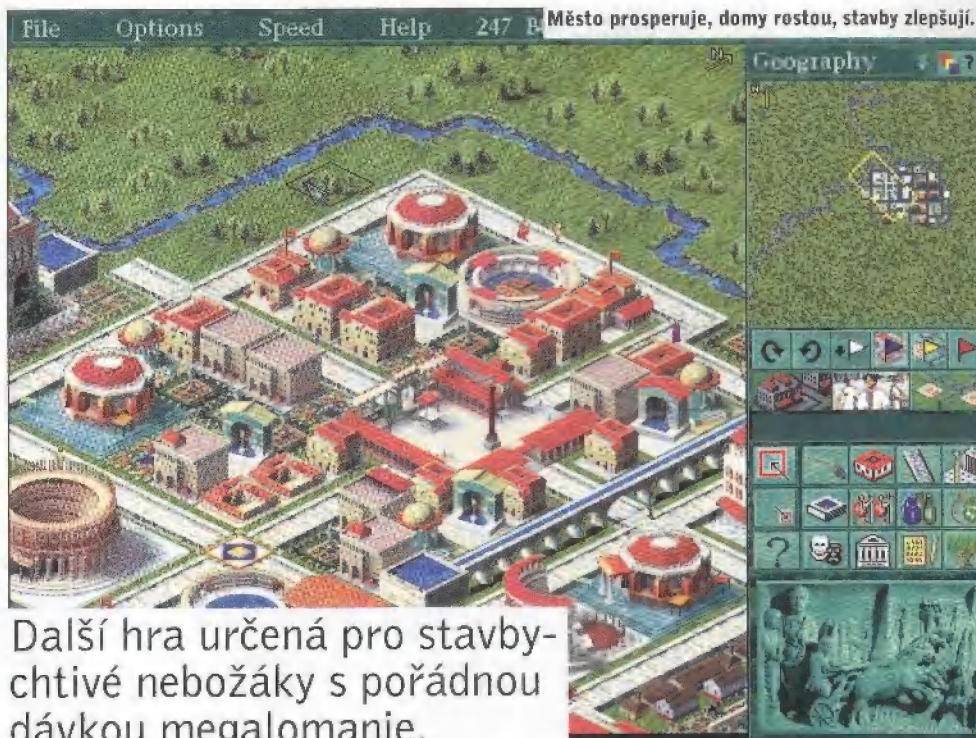 Město prosperuje, domy rostou, stavby zlepšují.
File Options Speed Help 247
Geography ?
Další hra určená pro stavby-
chtivé nebožáky s pořádnou
dávkou megalomanie.